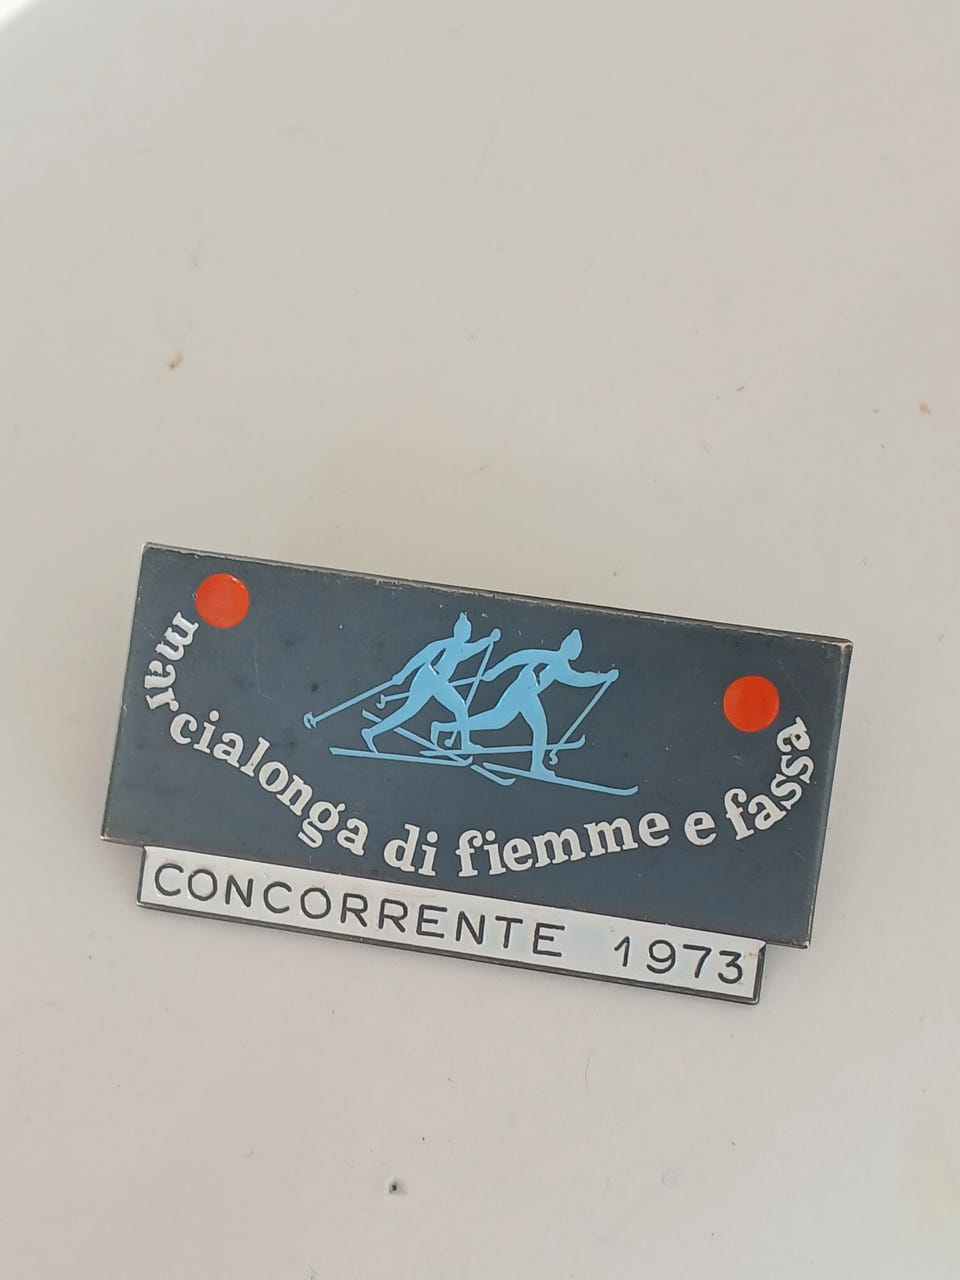 marcialonga di fiemme e fassa
CONCORRENTE 1973